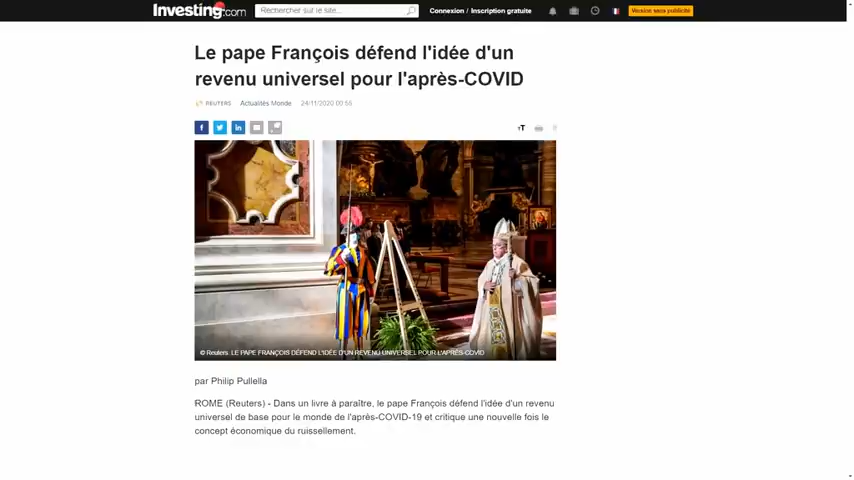 Investing.com
Rechercher sur le site...
Connexion / Inscription gratuite
Version sans publicité
Le pape François défend l'idée d'un
revenu universel pour l'après-COVID
REUTERS
Actualités Monde
24/11/2020 00:55
© Reuters. LE PAPE FRANÇOIS DÉFEND L'IDÉE D'UN REVENU UNIVERSEL POUR L'APRÈS-COVID
par Philip Pullella
ROME (Reuters) - Dans un livre à paraître, le pape François défend l'idée d'un revenu
universel de base pour le monde de l'après-COVID-19 et critique une nouvelle fois le
concept économique du ruissellement.